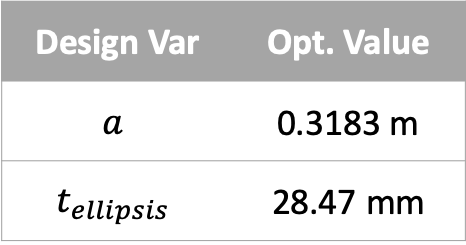 Design Var Opt. Value
a 0.3183 m
t_ellipsis 28.47 mm